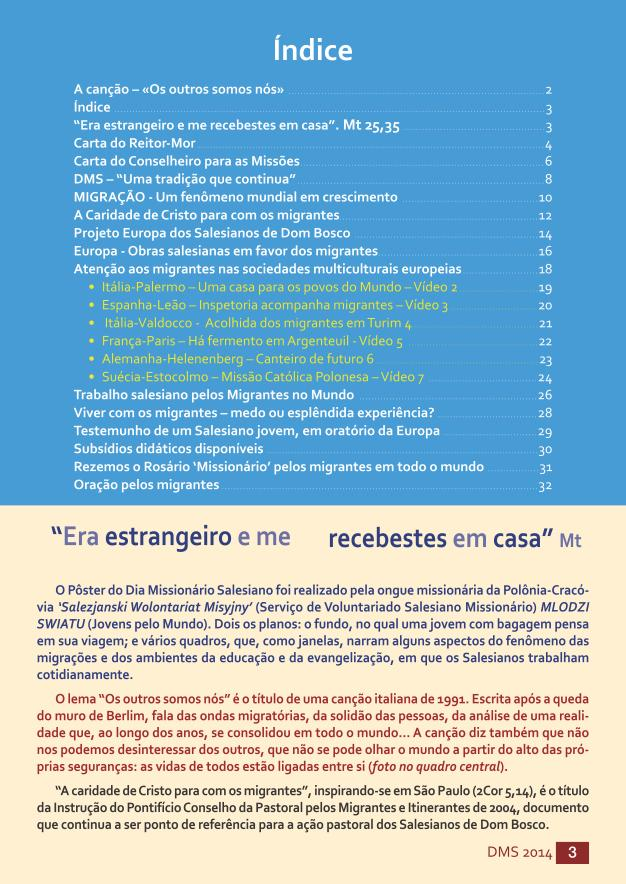 Índice
A canção – «Os outros somos nós» 2
Índice 3
“Era estrangeiro e me recebestes em casa”. Mt 25,35 3
Carta do Reitor-Mor 4
Carta do Conselheiro para as Missões 6
DMS – “Uma tradição que continua” 8
MIGRAÇÃO - Um fenômeno mundial em crescimento 10
A Caridade de Cristo para com os migrantes 12
Projeto Europa dos Salesianos de Dom Bosco 14
Europa - Obras salesianas em favor dos migrantes 16
Atenção aos migrantes nas sociedades multiculturais europeias 18
• Itália-Palermo – Uma casa para os povos do Mundo – Vídeo 2 19
• Espanha-Leão – Inspetoria acompanha migrantes – Vídeo 3 20
• Itália-Valdocco - Acolhida dos migrantes em Turim 4 21
• França-Paris – Há fermento em Argenteuil - Vídeo 5 22
• Alemanha-Helenenberg – Canteiro de futuro 6 23
• Suécia-Estocolmo – Missão Católica Polonesa – Vídeo 7 24
Trabalho salesiano pelos Migrantes no Mundo 26
Viver com os migrantes – medo ou esplêndida experiência? 28
Testemunho de um Salesiano jovem, em oratório da Europa 29
Subsídios didáticos disponíveis 30
Rezemos o Rosário ‘Missionário’ pelos migrantes em todo o mundo 31
Oração pelos migrantes 32
“Era estrangeiro e me recebestes em casa” Mt
O Pôster do Dia Missionário Salesiano foi realizado pela ongue missionária da Polônia-Cracó-
via ‘Salezjanski Wolontariat Misyjny’ (Serviço de Voluntariado Salesiano Missionário) MLODZI
SWIATU (Jovens pelo Mundo). Dois os planos: o fundo, no qual uma jovem com bagagem pensa
em sua viagem; e vários quadros, que, como janelas, narram alguns aspectos do fenômeno das
migrações e dos ambientes da educação e da evangelização, em que os Salesianos trabalham
cotidianamente.
O lema “Os outros somos nós” é o título de uma canção italiana de 1991. Escrita após a queda
do muro de Berlim, fala das ondas migratórias, da solidão das pessoas, da análise de uma reali-
dade que, ao longo dos anos, se consolidou em todo o mundo... A canção diz também que não
nos podemos desinteressar dos outros, que não se pode olhar o mundo a partir do alto das pró-
prias seguranças: as vidas de todos estão ligadas entre si (foto no quadro central).
“A caridade de Cristo para com os migrantes”, inspirando-se em São Paulo (2Cor 5,14), é o título
da Instrução do Pontifício Conselho da Pastoral pelos Migrantes e Itinerantes de 2004, documento
que continua a ser ponto de referência para a ação pastoral dos Salesianos de Dom Bosco.
DMS 2014 3